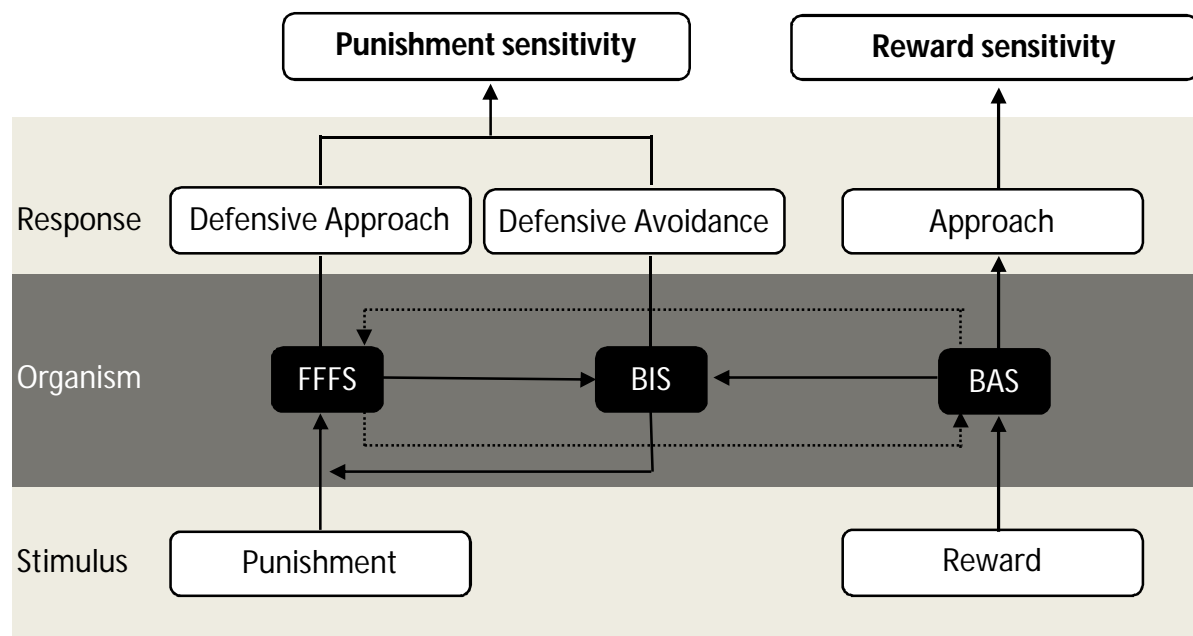 Punishment sensitivity
Reward sensitivity
Response
Defensive Approach
Defensive Avoidance
Approach
Organism
FFFS
BIS
BAS
Stimulus
Punishment
Reward